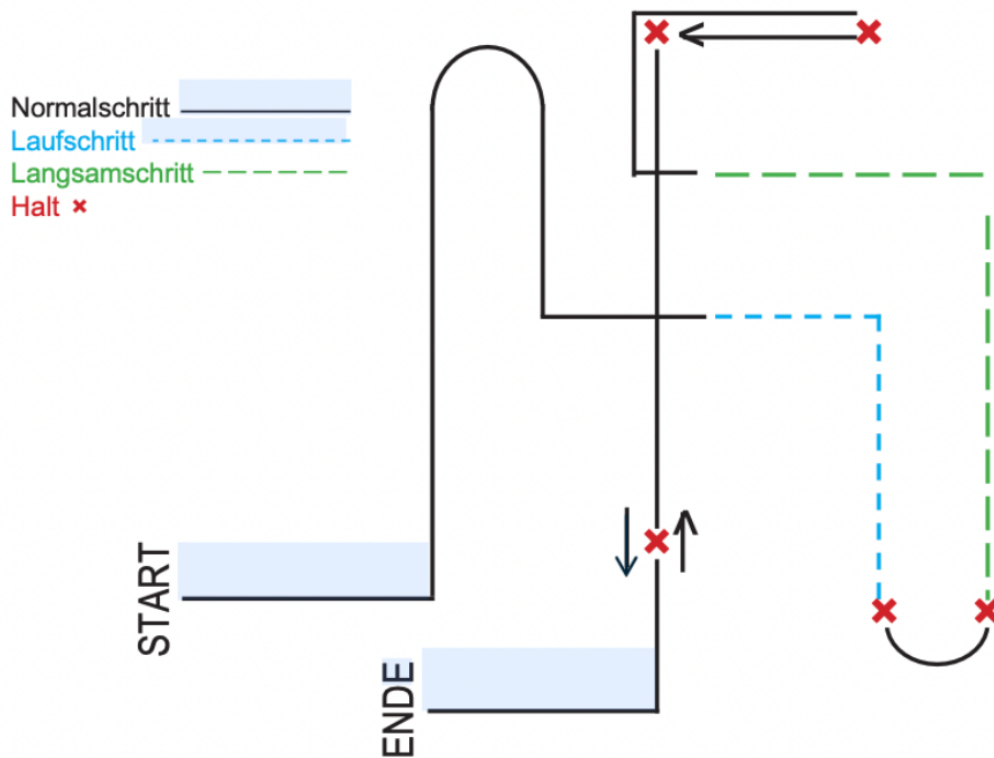 Normalschritt
Laufschritt
Langsamschritt
Halt
START
ENDE